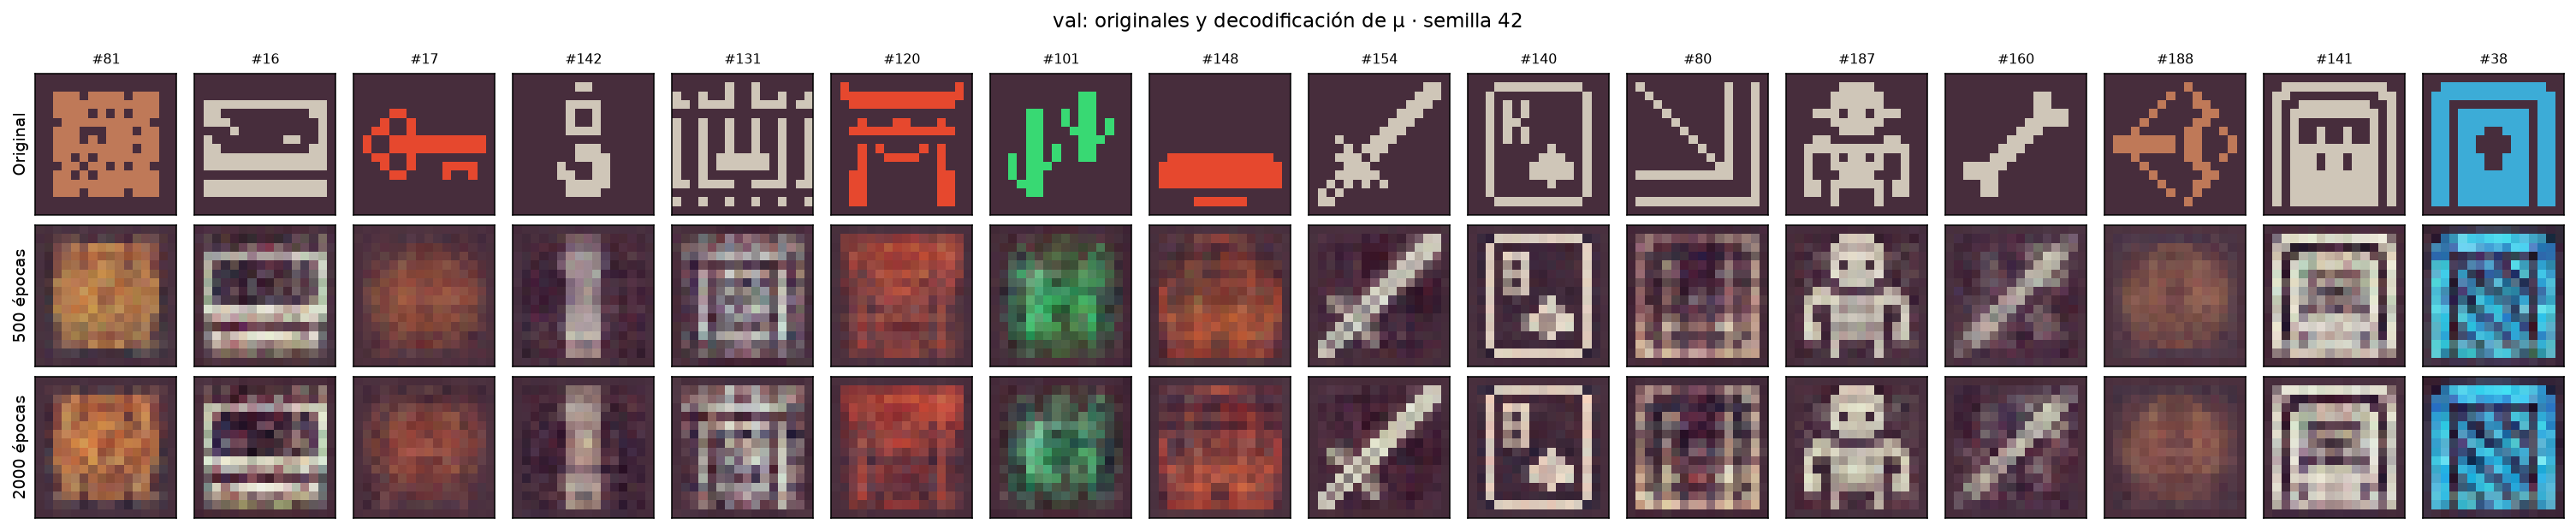 val: originales y decodificación de μ · semilla 42
#81 #16 #17 #142 #131 #120 #101 #148 #154 #140 #80 #187 #160 #188 #141 #38
Original
500 épocas
2000 épocas